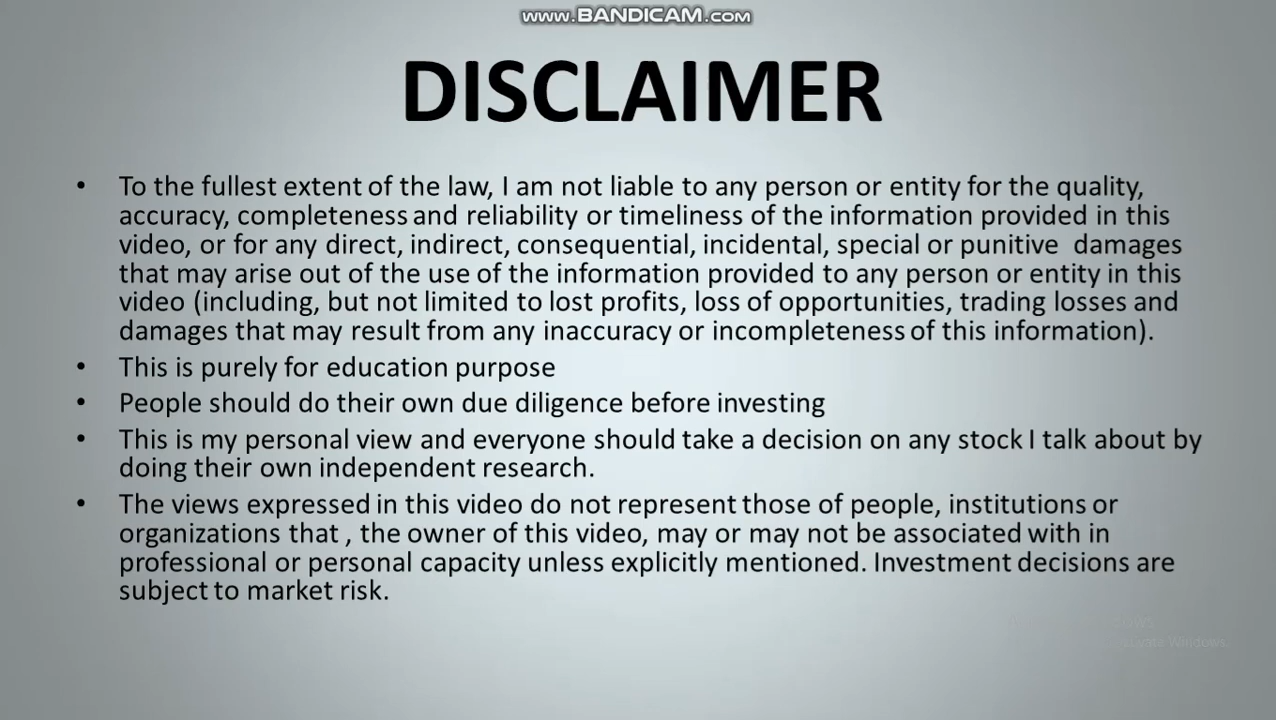 www.BANDICAM.com
DISCLAIMER
• To the fullest extent of the law, I am not liable to any person or entity for the quality,
accuracy, completeness and reliability or timeliness of the information provided in this
video, or for any direct, indirect, consequential, incidental, special or punitive damages
that may arise out of the use of the information provided to any person or entity in this
video (including, but not limited to lost profits, loss of opportunities, trading losses and
damages that may result from any inaccuracy or incompleteness of this information).
• This is purely for education purpose
• People should do their own due diligence before investing
• This is my personal view and everyone should take a decision on any stock I talk about by
doing their own independent research.
• The views expressed in this video do not represent those of people, institutions or
organizations that , the owner of this video, may or may not be associated with in
professional or personal capacity unless explicitly mentioned. Investment decisions are
subject to market risk.
Windows.